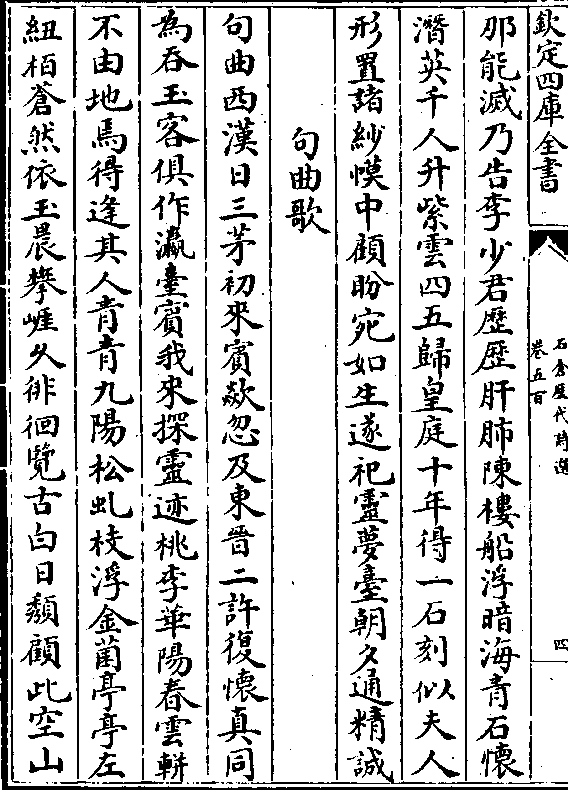 欽定四庫全書
石倉歷代詩選
卷五百
四
那能滅乃告李少君歷歷肝肺陳樓船浮暗海青石懷
潛英千人升紫雲四五歸皇庭十年得一石刻似夫人
形置諸紗幙中顧盼宛如生遂祀靈夢臺朝夕通精誠
句曲歌
句曲西漢日三茅初來賓歘忽及東晉二許復懷真同
為吞玉客俱作瀛臺賓我來探靈迹桃李華陽春雲軿
不由地焉得逢其人青青九陽松虬枝浮金菌亭亭左
紐栢蒼然依玉晨攀崕久徘徊覽古白日頽顧此空山